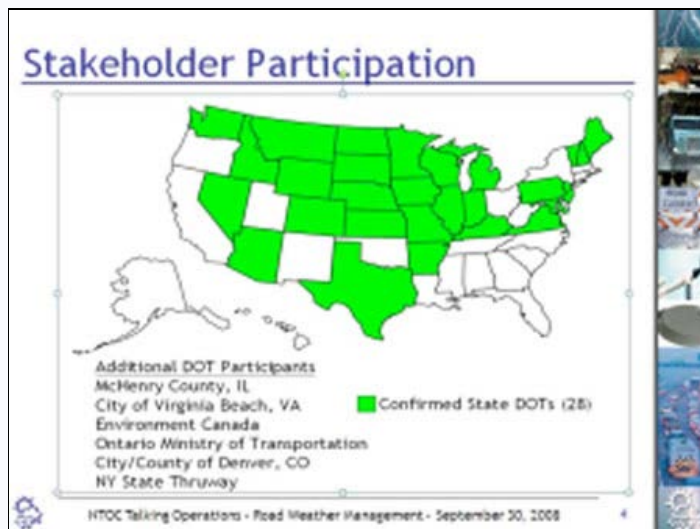 Stakeholder Participation
Additional DOT Participants
McHenry County, IL
City of Virginia Beach, VA
Environment Canada
Ontario Ministry of Transportation
City/County of Denver, CO
NY State Thruway
Confirmed State DOTs (28)
NTOC Talking Operations - Road Weather Management - September 30, 2008
4